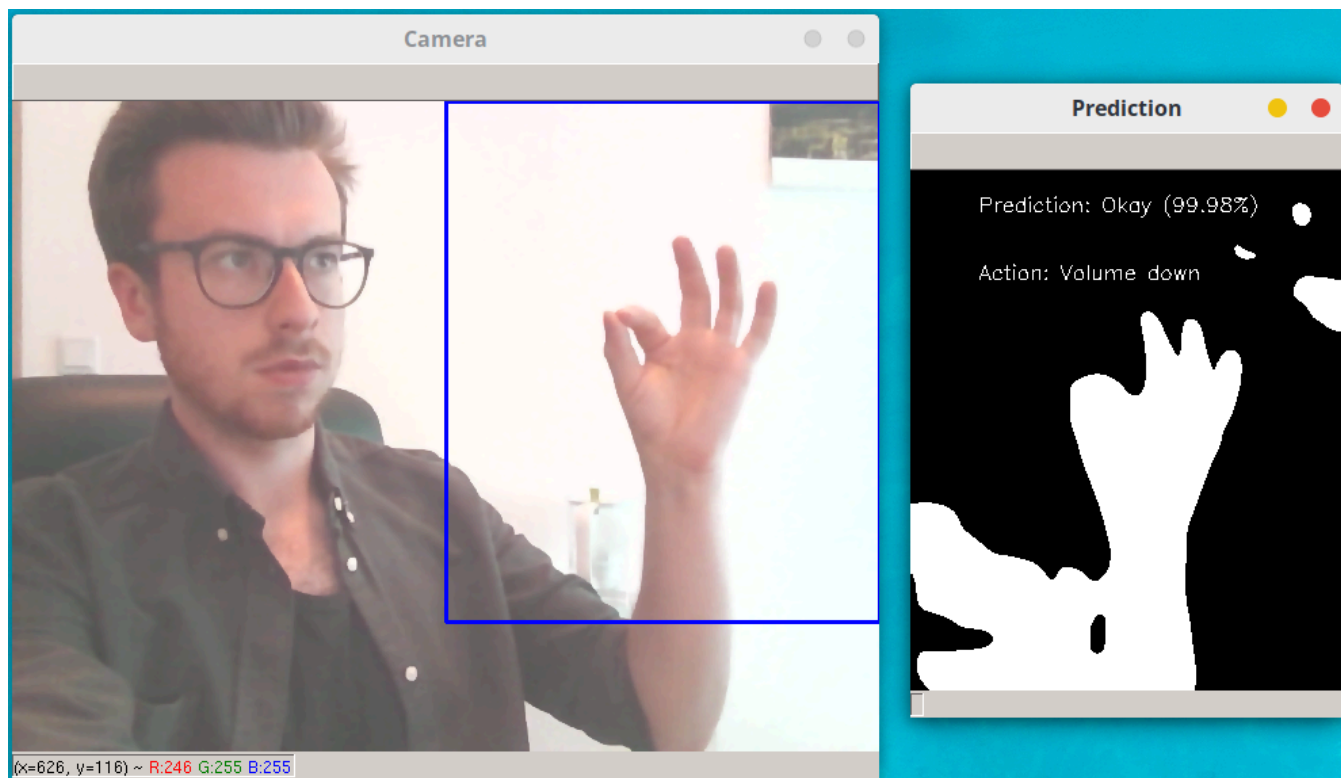 Camera
Prediction
Prediction: Okay (99.98%)
Action: Volume down
(x=626, y=116) ~ R:246 G:255 B:255